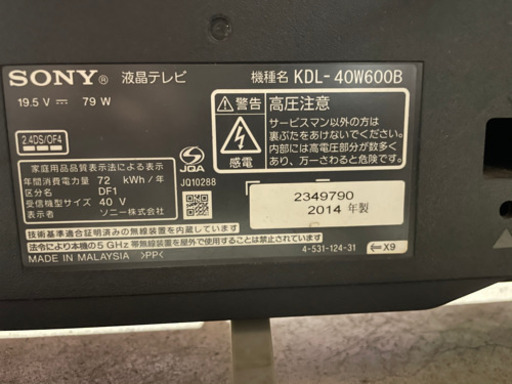 SONY® 液晶テレビ 機種名 KDL-40W600B
19.5 V ⎓ 79 W
2.4DS/OF4
⚠警告 高圧注意
サービスマン以外の方は
裏ぶたをあけないでください。
内部には高電圧部分が数多く
あり、万一さわると危険です。
感電
JQA
JQ10288
家庭用品品質表示法による表示
年間消費電力量 72 kWh/年
区分名 DF1
受信機型サイズ 40 V
表示者 ソニー株式会社
2349790
2014 年製
技術基準適合証明済みの無線装置を内蔵しています
法令により本機の5 GHz 帯無線装置を屋外で使用することは禁止されています。
MADE IN MALAYSIA >PP<
4-531-124-31
X9